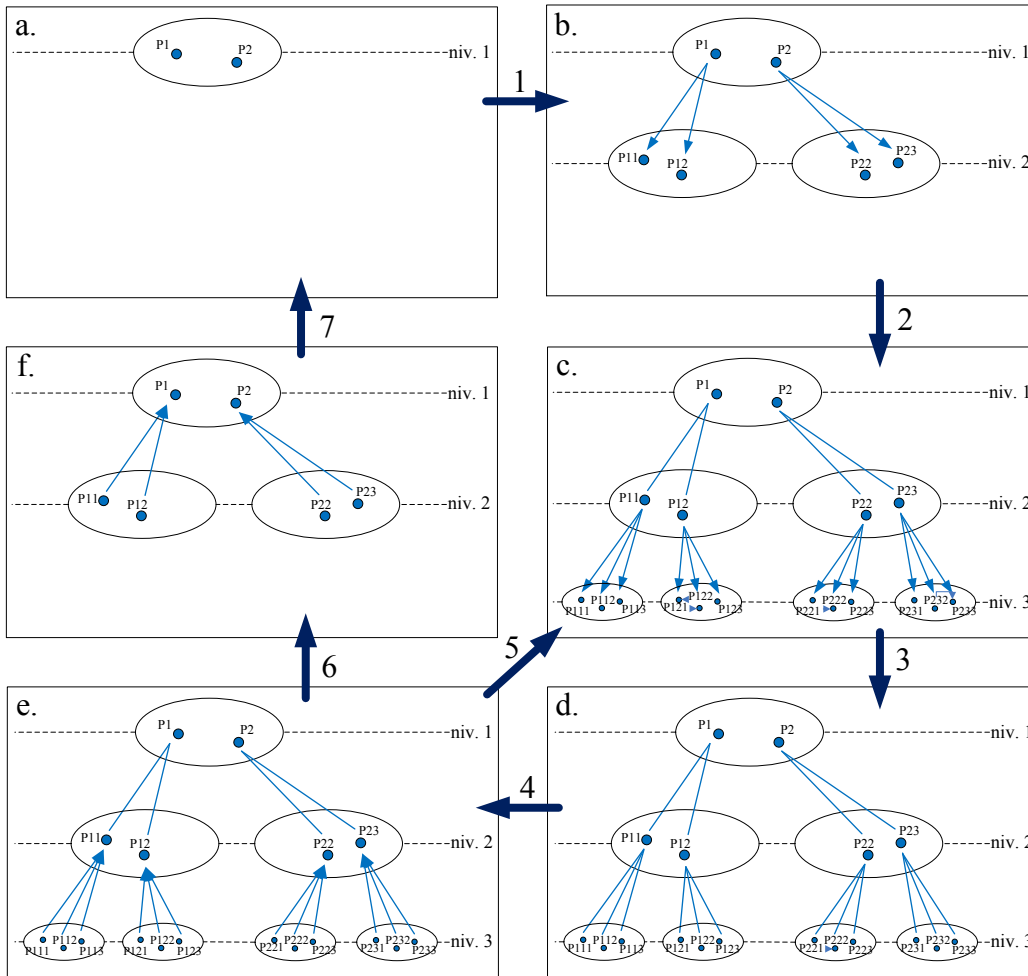 a.
P1
P2
niv. 1
1
b.
P1
P2
niv. 1
P11
P12
P22
P23
niv. 2
7
2
f.
P1
P2
niv. 1
P11
P12
P22
P23
niv. 2
c.
P1
P2
niv. 1
P11
P12
P22
P23
niv. 2
P111
P112
P113
P121
P122
P123
P221
P222
P223
P231
P232
P233
niv. 3
6
5
3
e.
P1
P2
niv. 1
P11
P12
P22
P23
niv. 2
P111
P112
P113
P121
P122
P123
P221
P222
P223
P231
P232
P233
niv. 3
4
d.
P1
P2
niv. 1
P11
P12
P22
P23
niv. 2
P111
P112
P113
P121
P122
P123
P221
P222
P223
P231
P232
P233
niv. 3